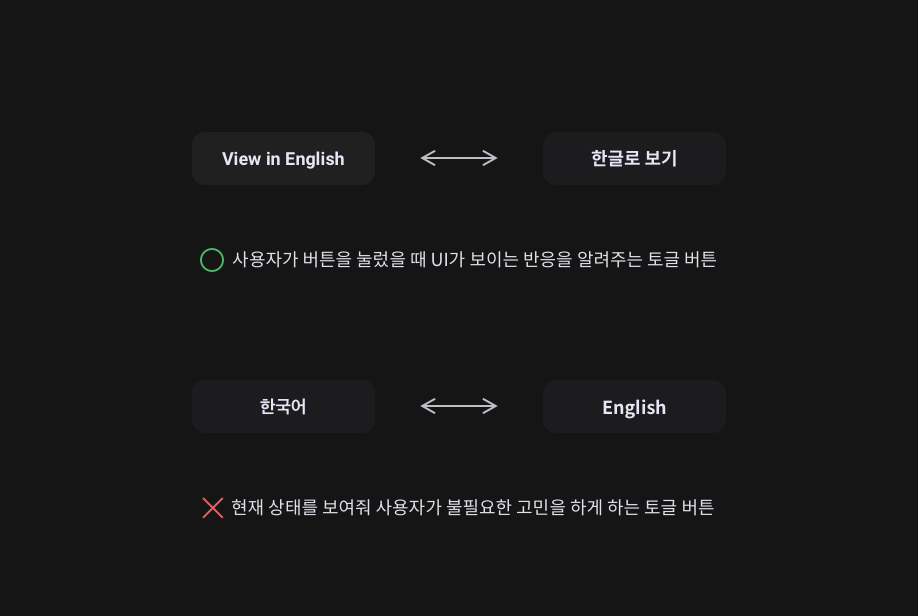 View in English
한글로 보기
사용자가 버튼을 눌렀을 때 UI가 보이는 반응을 알려주는 토글 버튼
한국어
English
현재 상태를 보여줘 사용자가 불필요한 고민을 하게 하는 토글 버튼